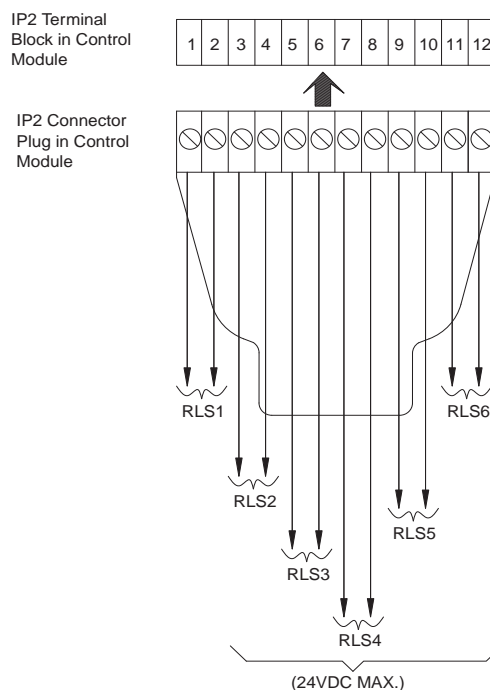 IP2 Terminal
Block in Control
Module
1 2 3 4 5 6 7 8 9 10 11 12
IP2 Connector
Plug in Control
Module
RLS1
RLS6
RLS2
RLS5
RLS3
RLS4
(24VDC MAX.)